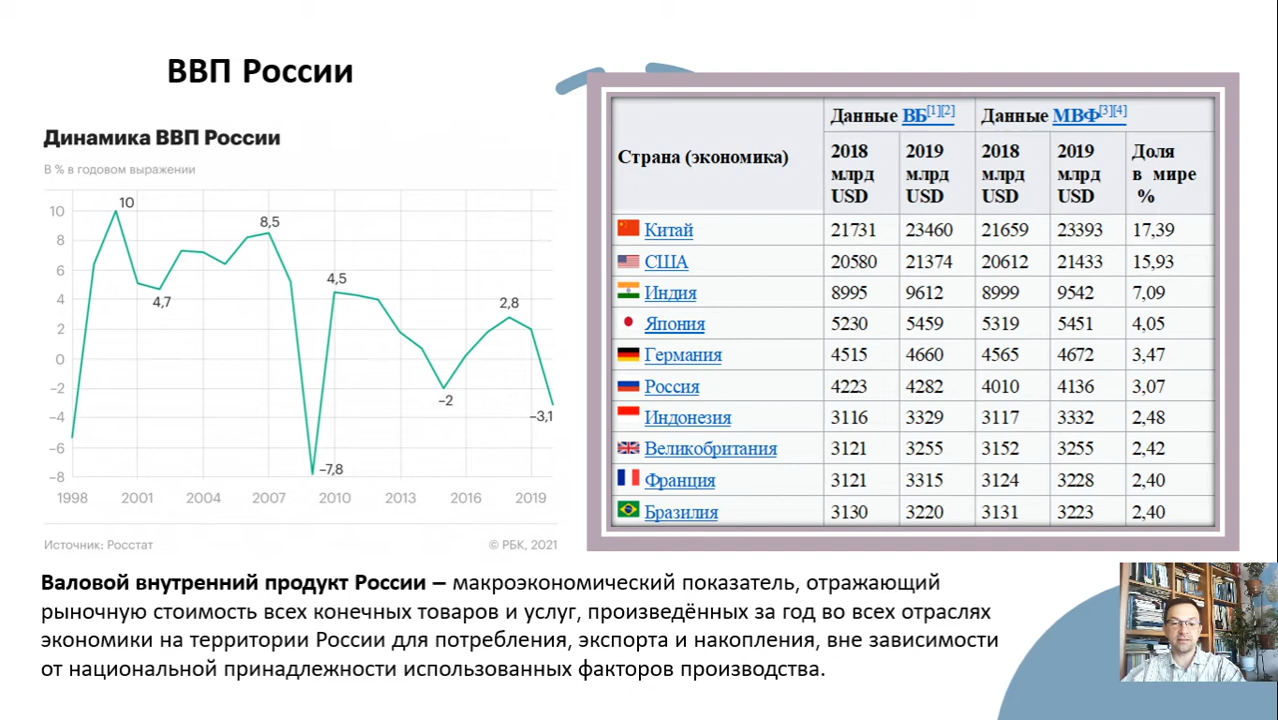 ВВП России
Динамика ВВП России
В % в годовом выражении
10
8
6
4
2
0
−2
−4
−6
−8
10
4,7
8,5
−7,8
4,5
−2
2,8
−3,1
1998 2001 2004 2007 2010 2013 2016 2019
Источник: Росстат © РБК, 2021
Страна (экономика) Данные ВБ[1][2] Данные МВФ[3][4]
2018 млрд USD 2019 млрд USD 2018 млрд USD 2019 млрд USD Доля в мире %
Китай 21731 23460 21659 23393 17,39
США 20580 21374 20612 21433 15,93
Индия 8995 9612 8999 9542 7,09
Япония 5230 5459 5319 5451 4,05
Германия 4515 4660 4565 4672 3,47
Россия 4223 4282 4010 4136 3,07
Индонезия 3116 3329 3117 3332 2,48
Великобритания 3121 3255 3152 3255 2,42
Франция 3121 3315 3124 3228 2,40
Бразилия 3130 3220 3131 3223 2,40
Валовой внутренний продукт России – макроэкономический показатель, отражающий
рыночную стоимость всех конечных товаров и услуг, произведённых за год во всех отраслях
экономики на территории России для потребления, экспорта и накопления, вне зависимости
от национальной принадлежности использованных факторов производства.